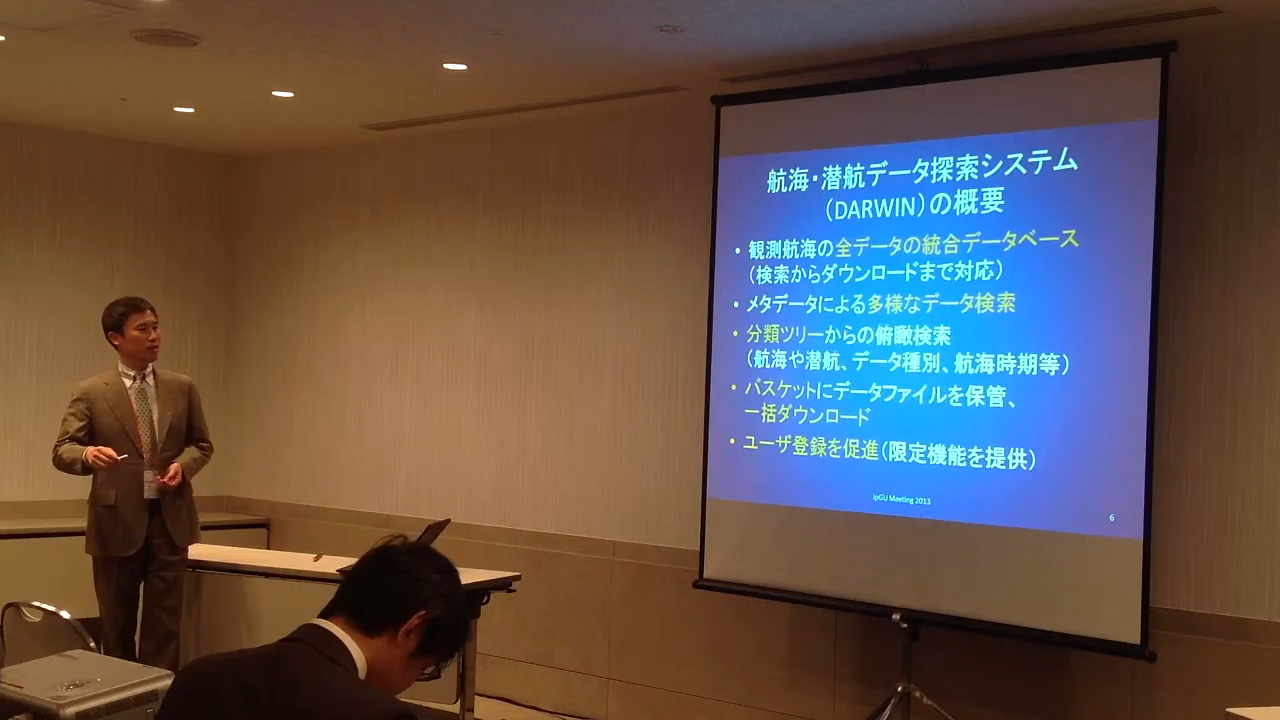 航海・潜航データ探索システム
（DARWIN）の概要
• 観測航海の全データの統合データベース
（検索からダウンロードまで対応）
• メタデータによる多様なデータ検索
• 分類ツリーからの俯瞰検索
（航海や潜航、データ種別、航海時期等）
• バスケットにデータファイルを保管、
一括ダウンロード
• ユーザ登録を促進（限定機能を提供）
JpGU Meeting 2013
6